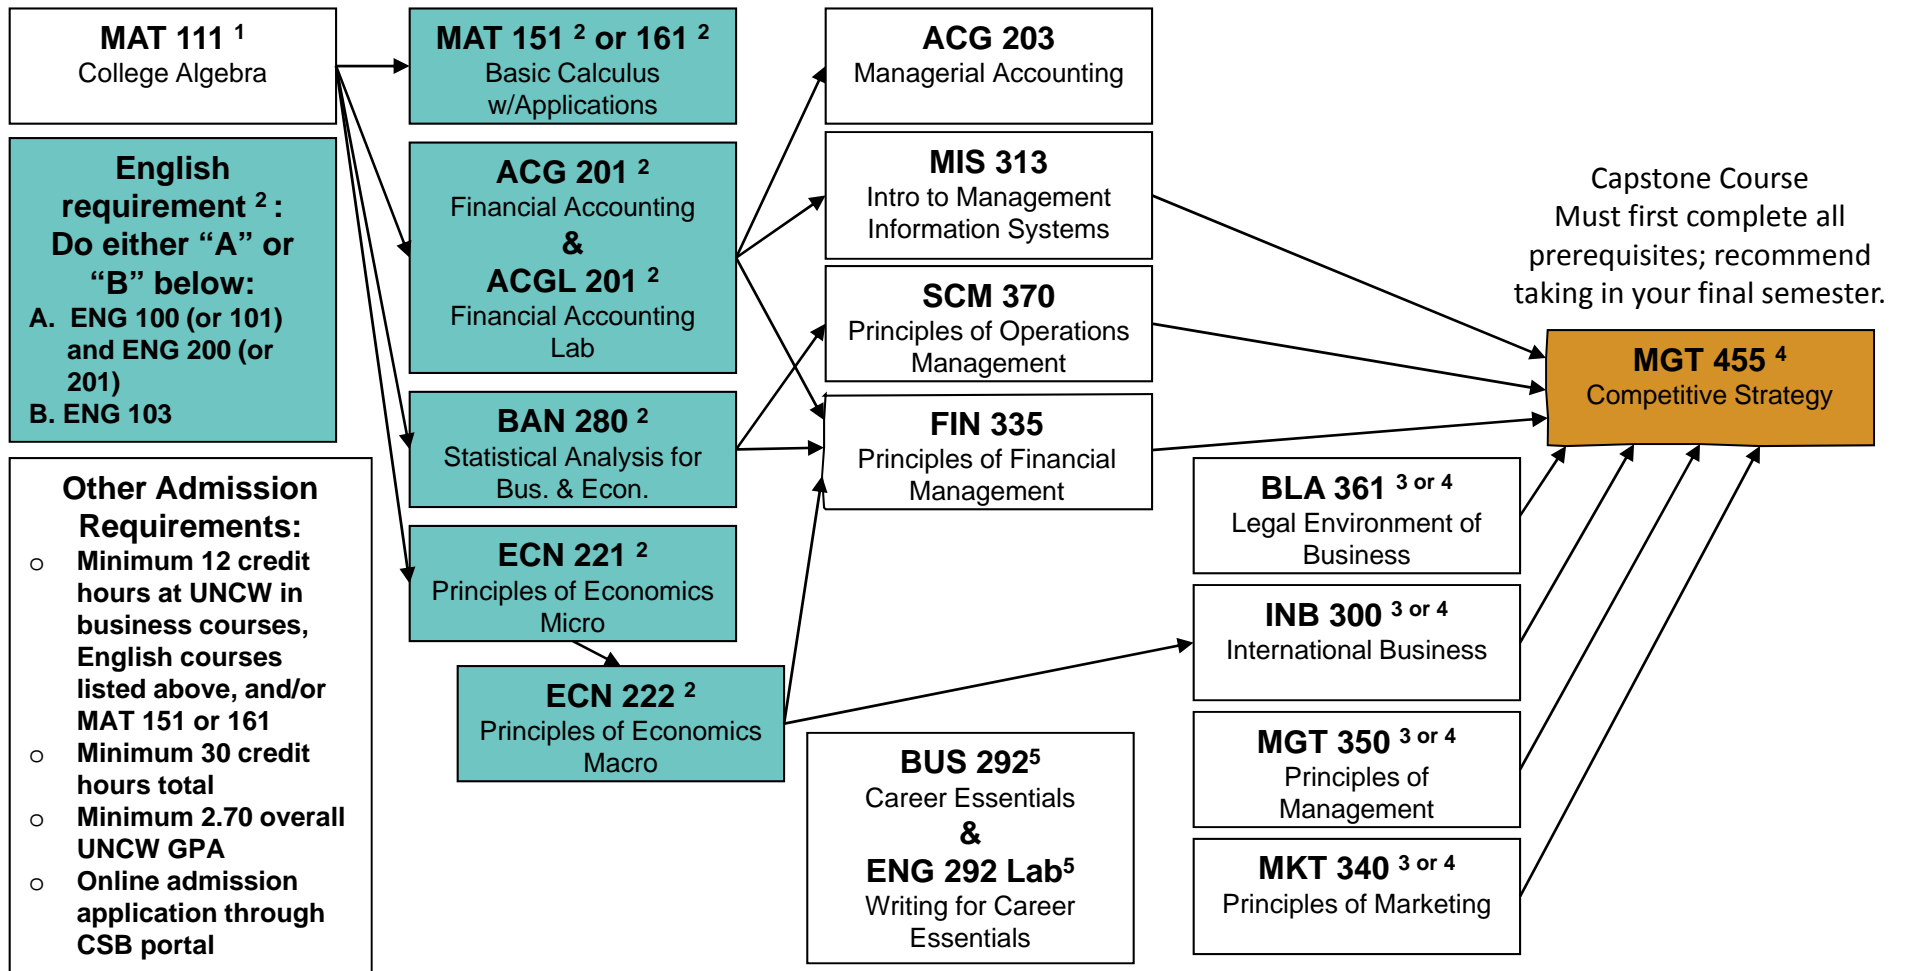 MAT 111 ¹
College Algebra
English
requirement ² :
Do either “A” or
“B” below:
A. ENG 100 (or 101)
and ENG 200 (or
201)
B. ENG 103
Other Admission
Requirements:
o Minimum 12 credit
hours at UNCW in
business courses,
English courses
listed above, and/or
MAT 151 or 161
o Minimum 30 credit
hours total
o Minimum 2.70 overall
UNCW GPA
o Online admission
application through
CSB portal
MAT 151 ² or 161 ²
Basic Calculus
w/Applications
ACG 201 ²
Financial Accounting
&
ACGL 201 ²
Financial Accounting
Lab
BAN 280 ²
Statistical Analysis for
Bus. & Econ.
ECN 221 ²
Principles of Economics
Micro
ECN 222 ²
Principles of Economics
Macro
ACG 203
Managerial Accounting
MIS 313
Intro to Management
Information Systems
SCM 370
Principles of Operations
Management
FIN 335
Principles of Financial
Management
BUS 292⁵
Career Essentials
&
ENG 292 Lab⁵
Writing for Career
Essentials
BLA 361 ³ ᵒʳ ⁴
Legal Environment of
Business
INB 300 ³ ᵒʳ ⁴
International Business
MGT 350 ³ ᵒʳ ⁴
Principles of
Management
MKT 340 ³ ᵒʳ ⁴
Principles of Marketing
Capstone Course
Must first complete all
prerequisites; recommend
taking in your final semester.
MGT 455 ⁴
Competitive Strategy